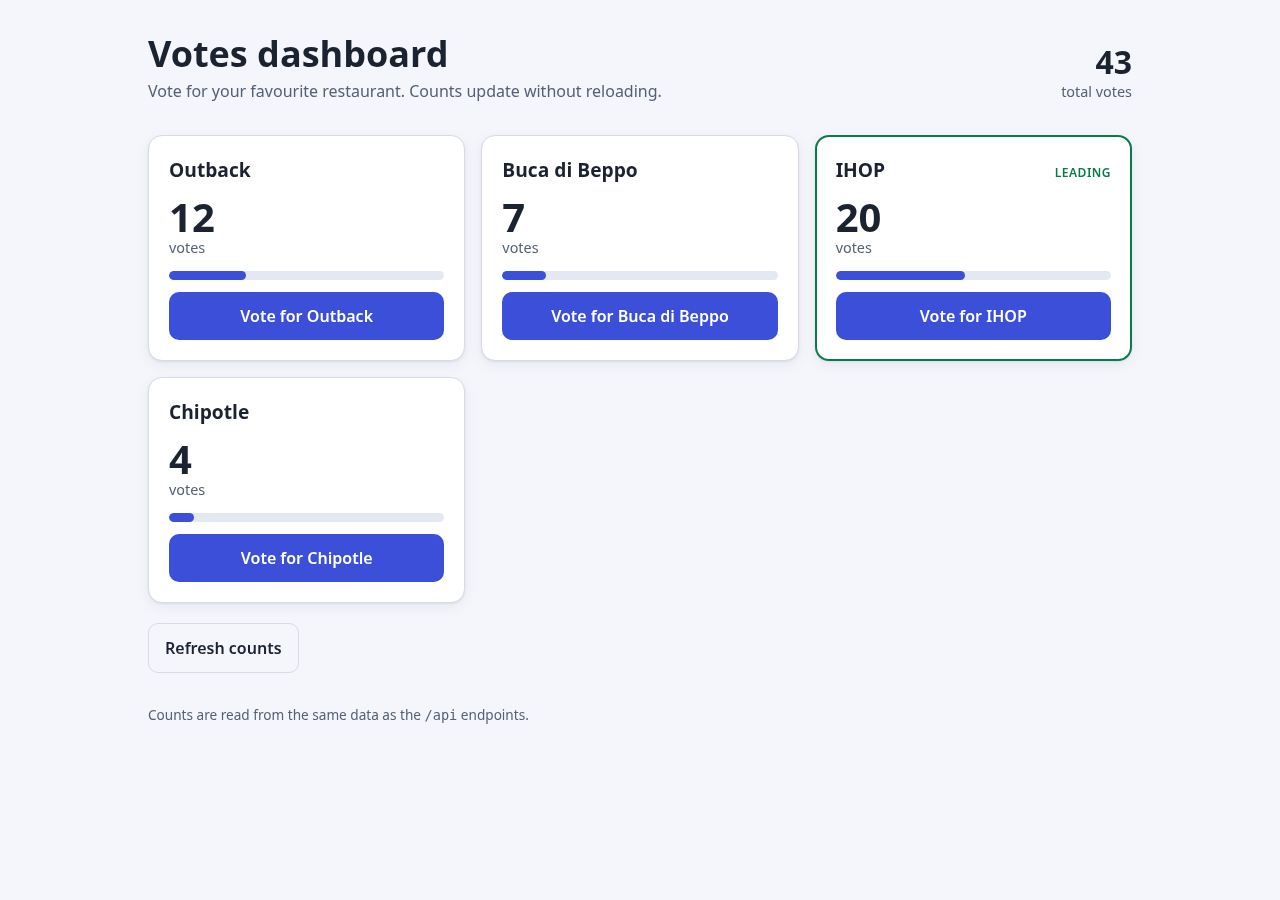 Votes dashboard
Vote for your favourite restaurant. Counts update without reloading.
43
total votes
Outback
12
votes
Vote for Outback
Buca di Beppo
7
votes
Vote for Buca di Beppo
IHOP
LEADING
20
votes
Vote for IHOP
Chipotle
4
votes
Vote for Chipotle
Refresh counts
Counts are read from the same data as the /api endpoints.